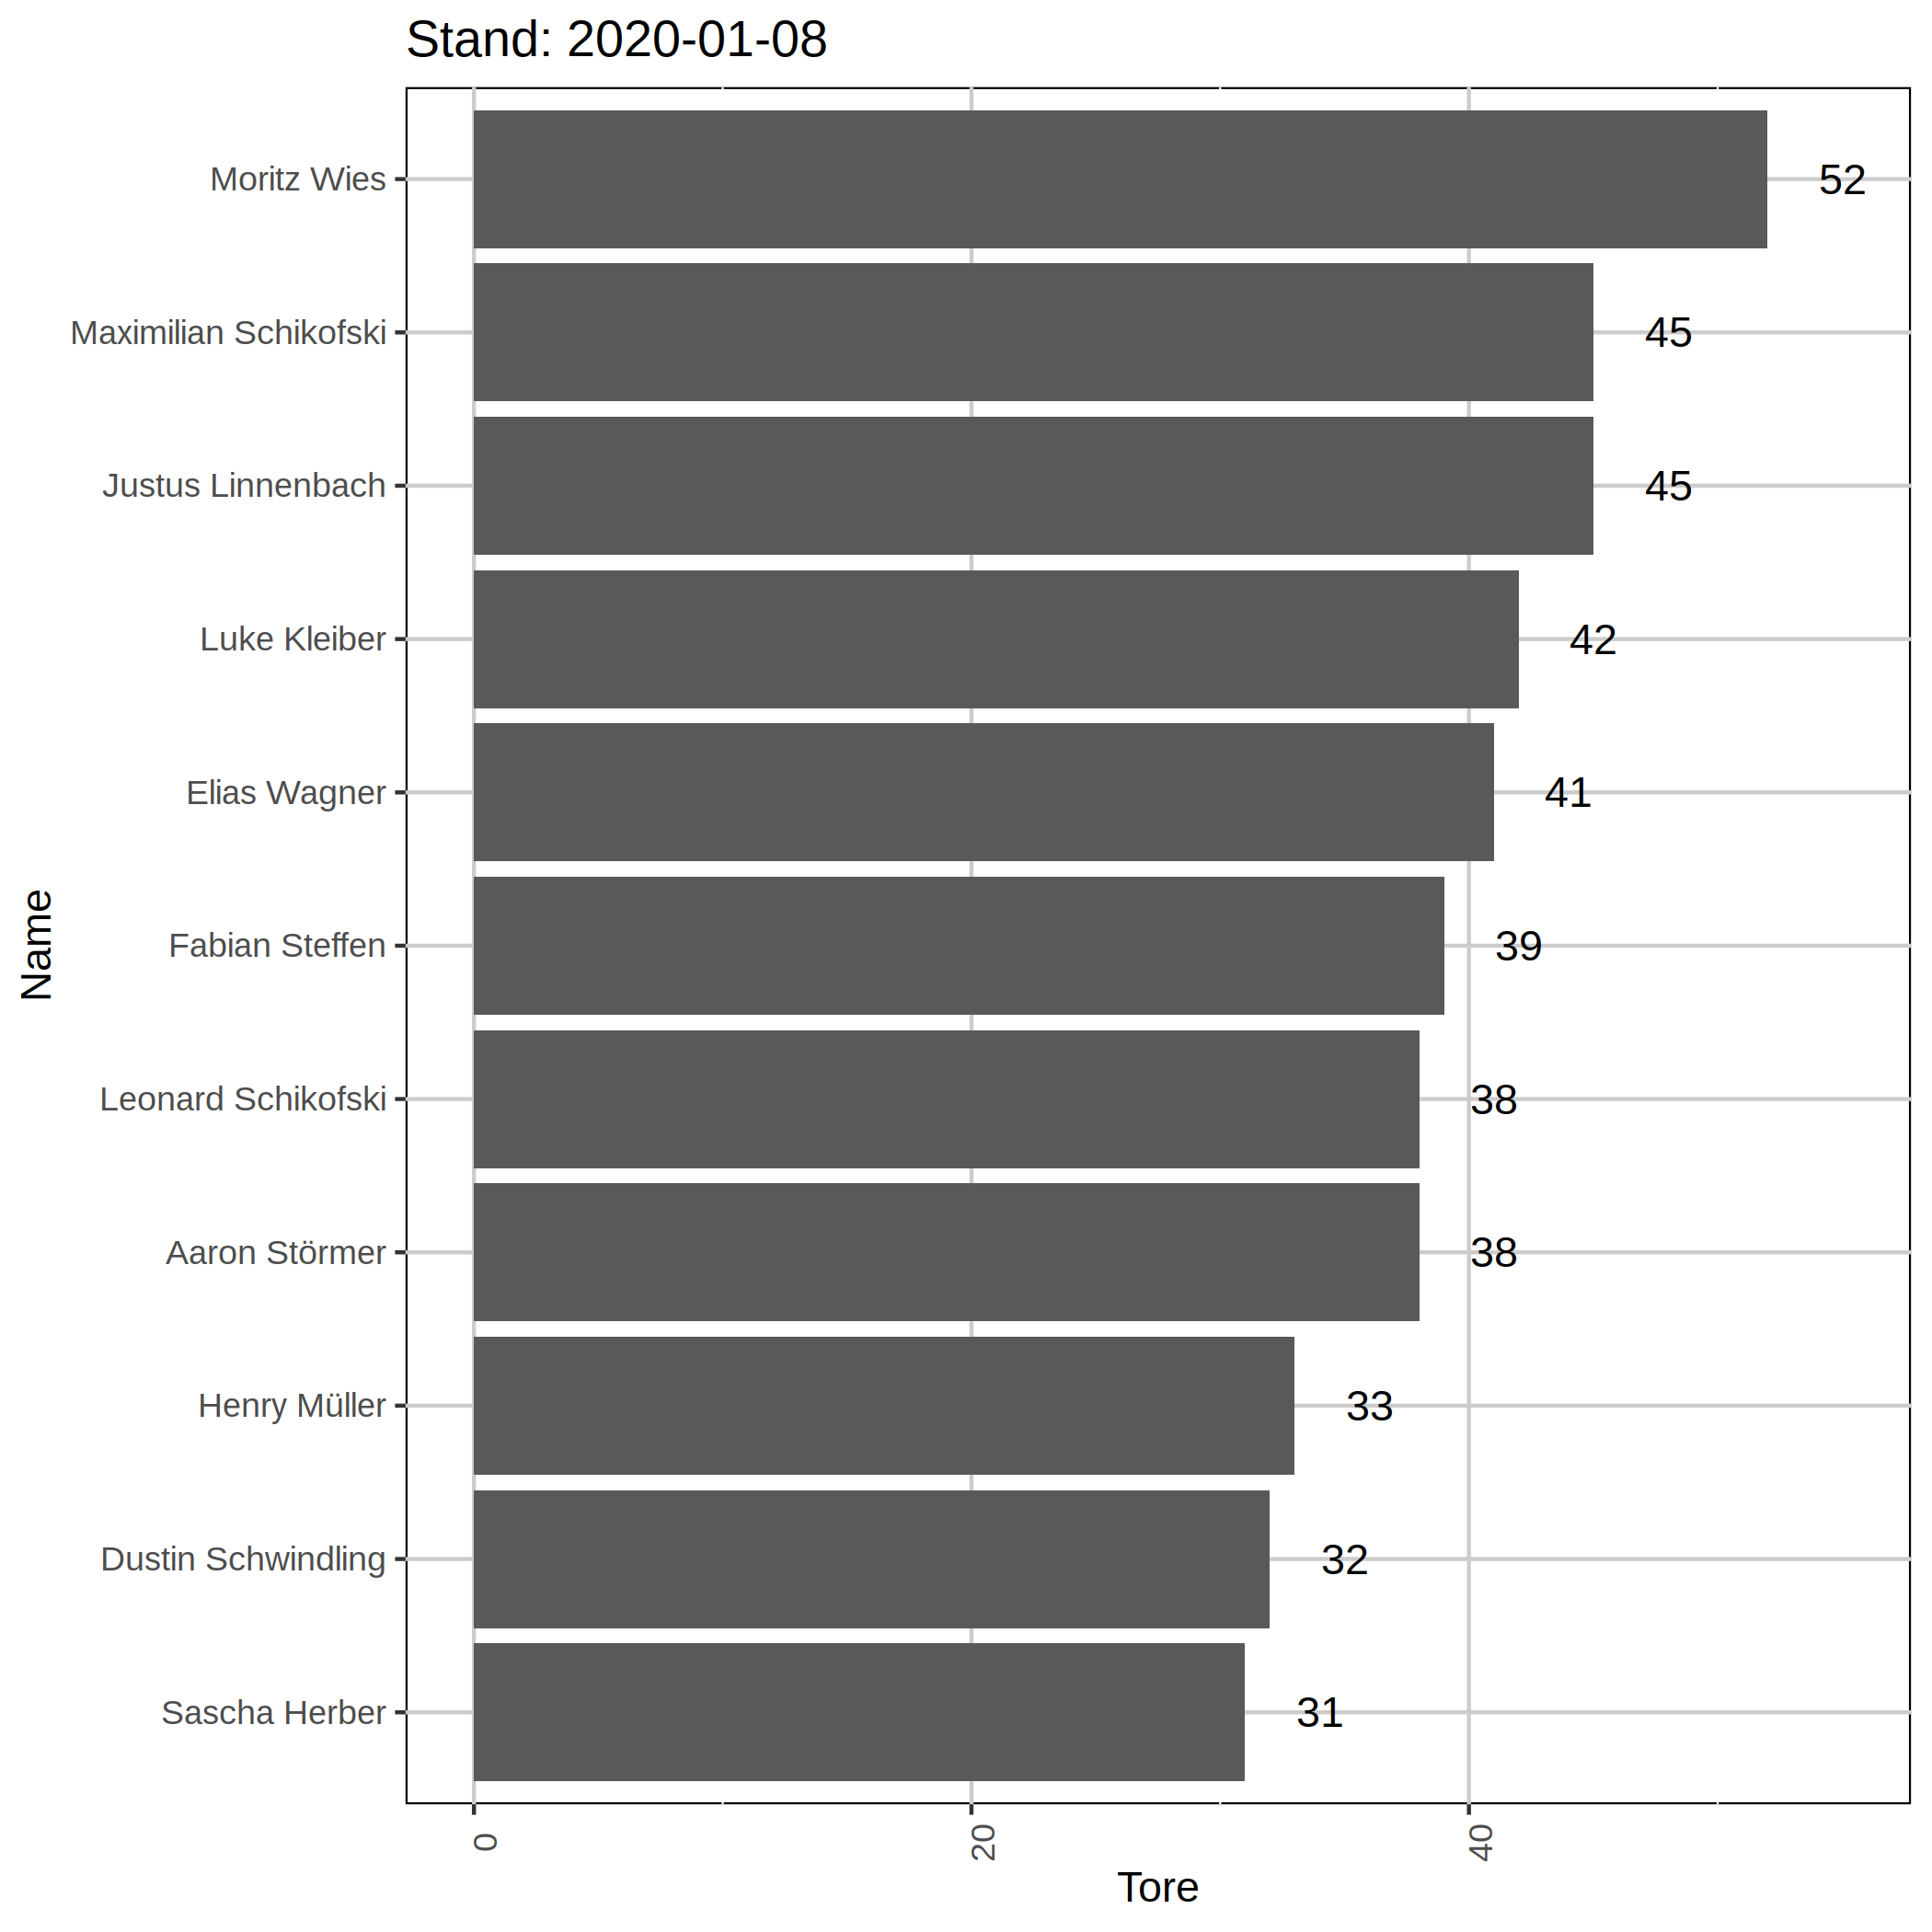 Stand: 2020-01-08
Moritz Wies 52
Maximilian Schikofski 45
Justus Linnenbach 45
Luke Kleiber 42
Elias Wagner 41
Fabian Steffen 39
Leonard Schikofski 38
Aaron Störmer 38
Henry Müller 33
Dustin Schwindling 32
Sascha Herber 31
Name
0 20 40
Tore